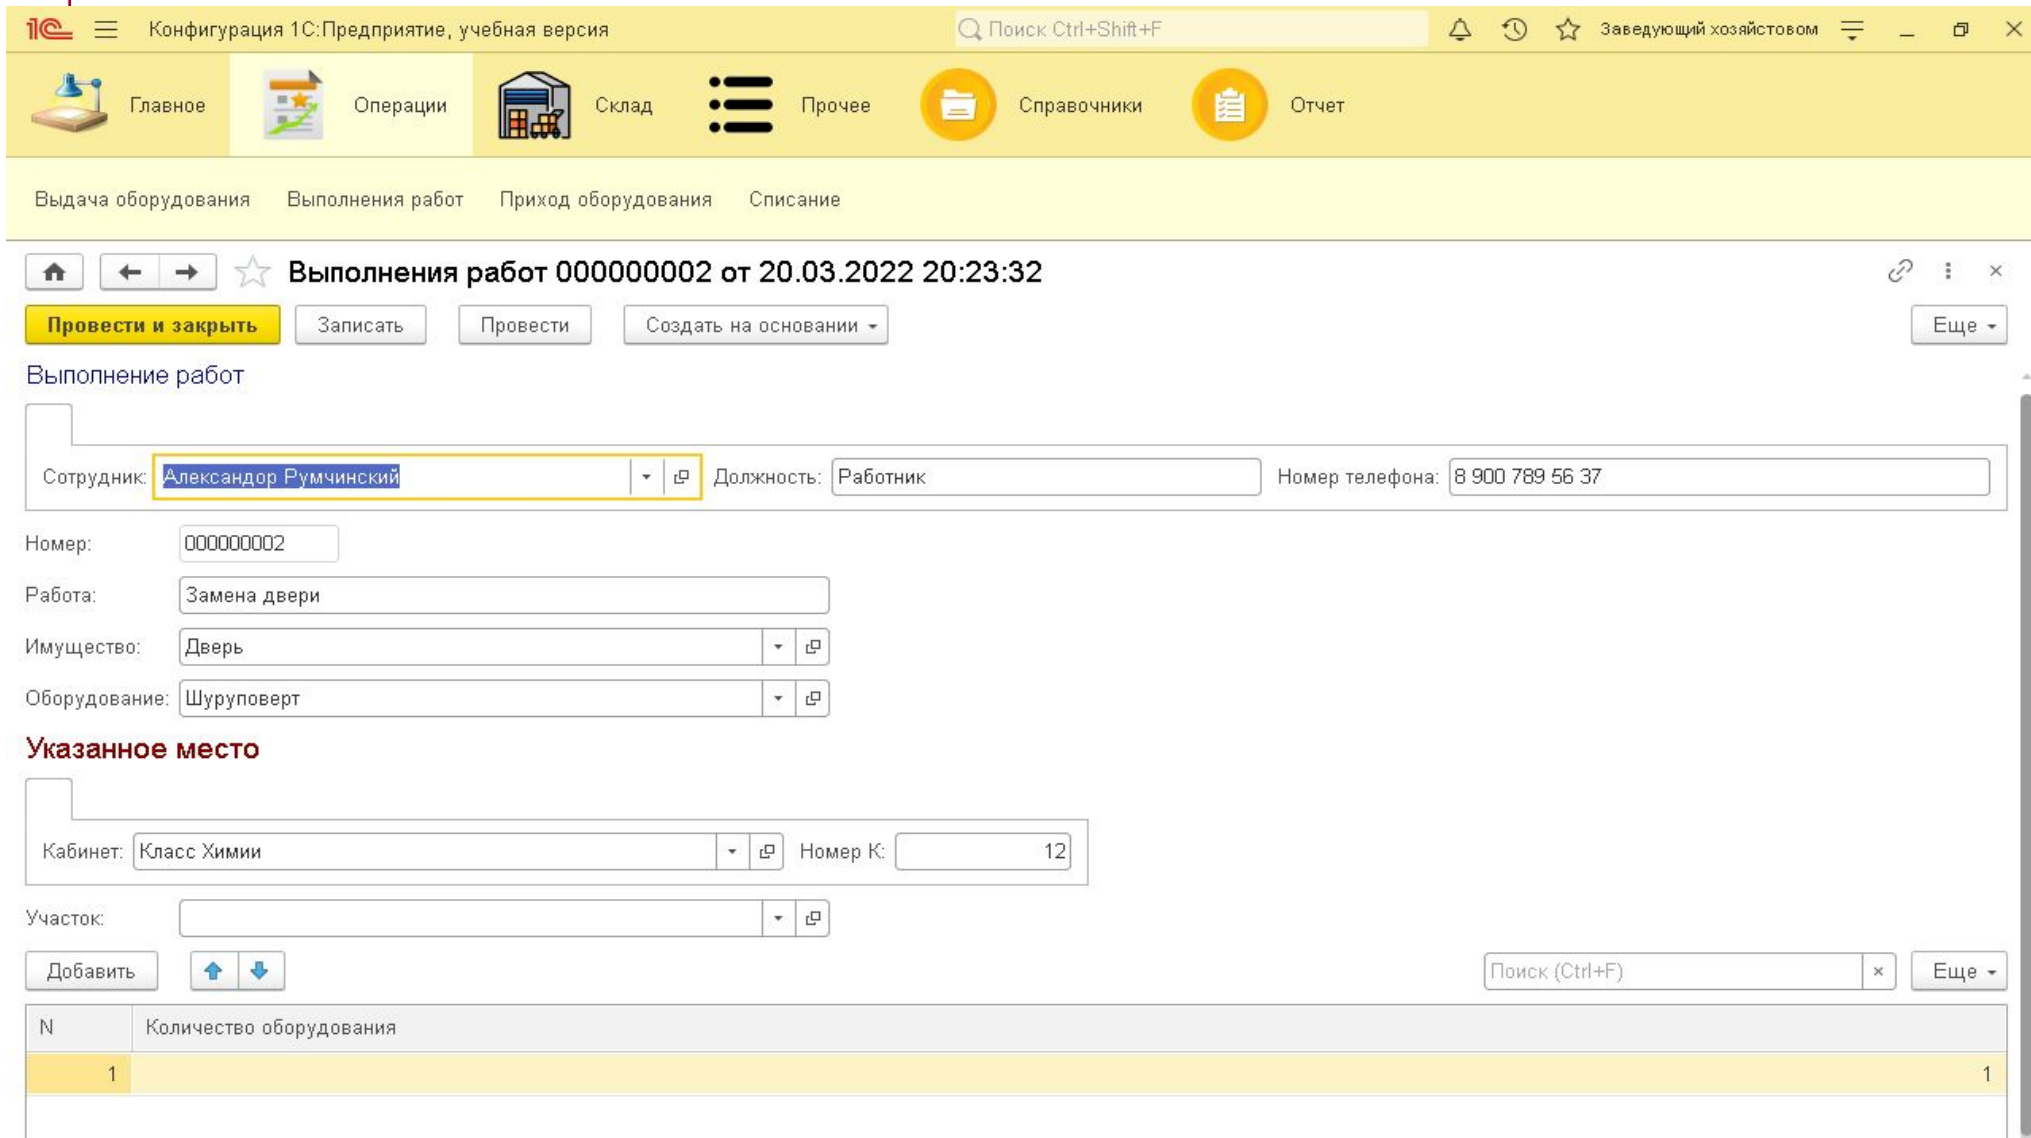 1С Конфигурация 1С:Предприятие, учебная версия Поиск Ctrl+Shift+F Заведующий хозяйстовом
Главное Операции Склад Прочее Справочники Отчет
Выдача оборудования Выполнения работ Приход оборудования Списание
Выполнения работ 000000002 от 20.03.2022 20:23:32
Провести и закрыть Записать Провести Создать на основании Еще
Выполнение работ
Сотрудник: Александор Румчинский Должность: Работник Номер телефона: 8 900 789 56 37
Номер: 000000002
Работа: Замена двери
Имущество: Дверь
Оборудование: Шуруповерт
Указанное место
Кабинет: Класс Химии Номер К: 12
Участок:
Добавить Поиск (Ctrl+F) Еще
N Количество оборудования
1 1